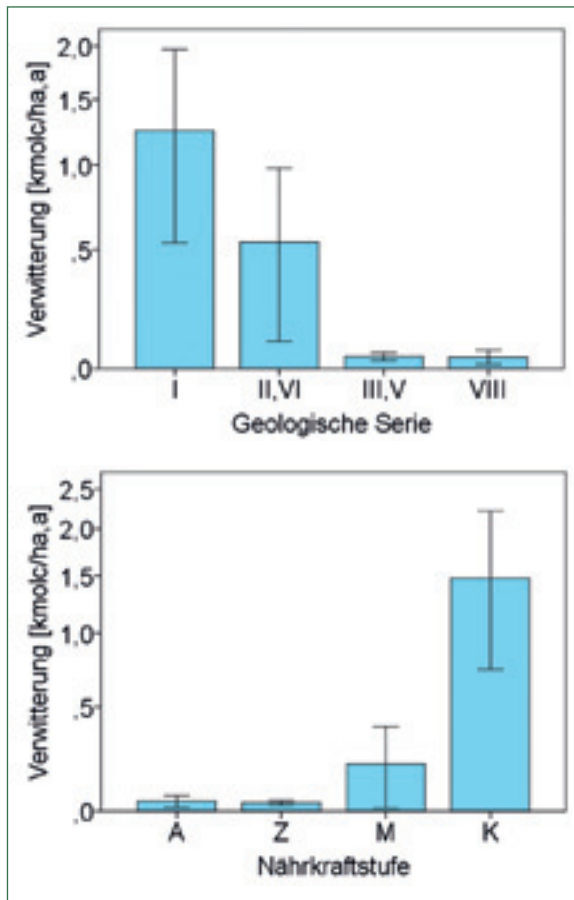 Verwitterung [kmolc/ha,a]
2,0
1,5
1,0
,5
,0
I II,VI III,V VIII
Geologische Serie
Verwitterung [kmolc/ha,a]
2,5
2,0
1,5
1,0
,5
,0
A Z M K
Nährkraftstufe